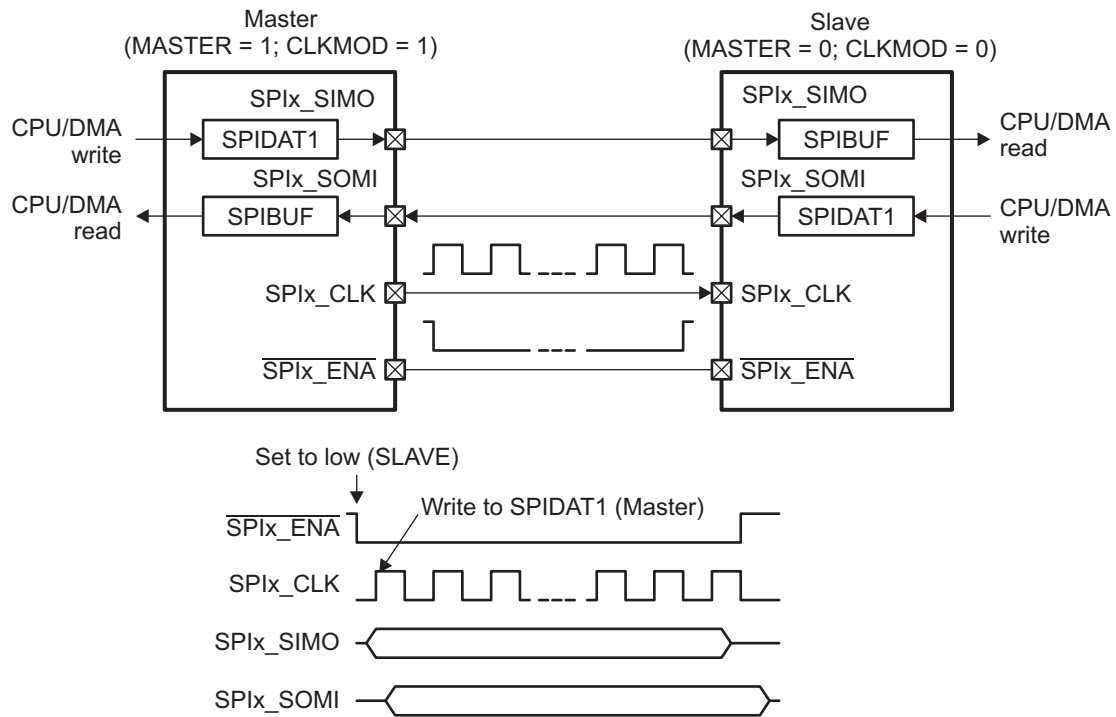 Master
(MASTER = 1; CLKMOD = 1)
Slave
(MASTER = 0; CLKMOD = 0)
SPIx_SIMO
SPIx_SIMO
CPU/DMA
write
SPIDAT1
SPIBUF
CPU/DMA
read
SPIx_SOMI
SPIx_SOMI
CPU/DMA
read
SPIBUF
SPIDAT1
CPU/DMA
write
SPIx_CLK
SPIx_CLK
SPIx_ENA
SPIx_ENA
Set to low (SLAVE)
Write to SPIDAT1 (Master)
SPIx_ENA
SPIx_CLK
SPIx_SIMO
SPIx_SOMI